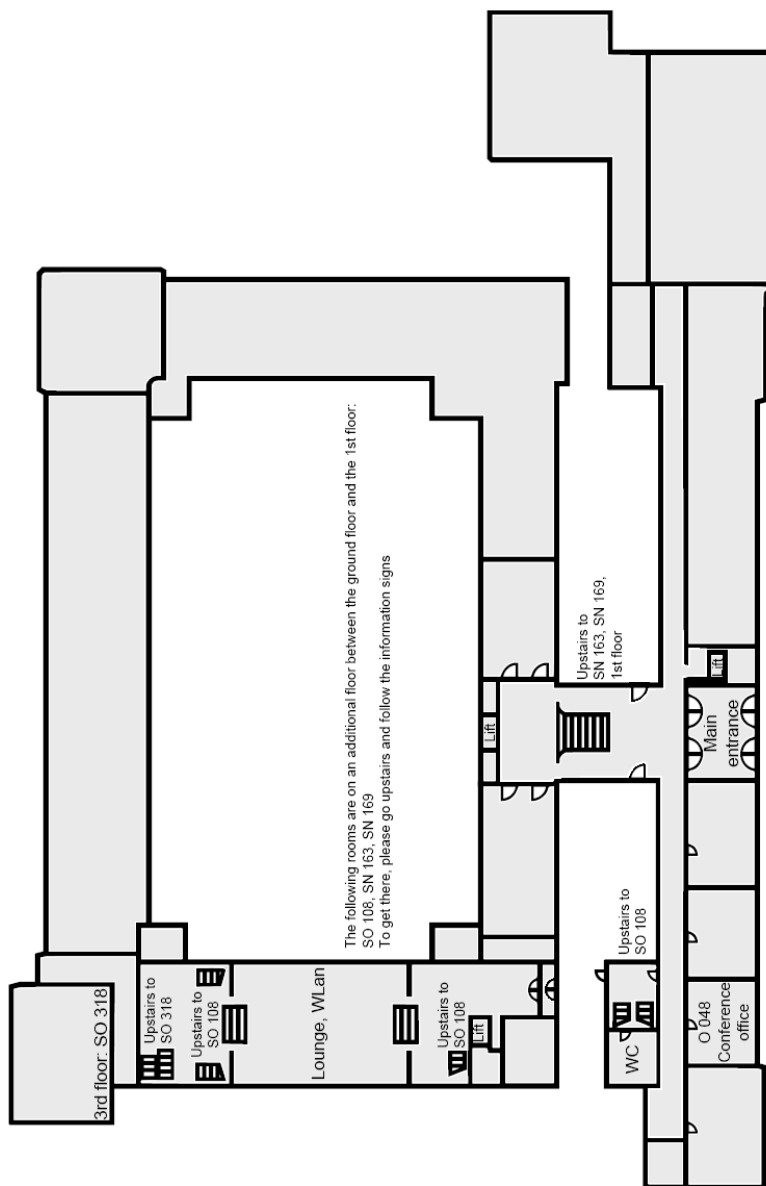 3rd floor: SO 318
Upstairs to
SO 318
Upstairs to
SO 108
Lounge, WLan
The following rooms are on an additional floor between the ground floor and the 1st floor:
SO 108, SN 163, SN 169
To get there, please go upstairs and follow the information signs
Upstairs to
SO 108
Lift
Lift
Upstairs to
SN 163, SN 169,
1st floor
Upstairs to
SO 108
WC
O 048
Conference
office
Main
entrance
Lift